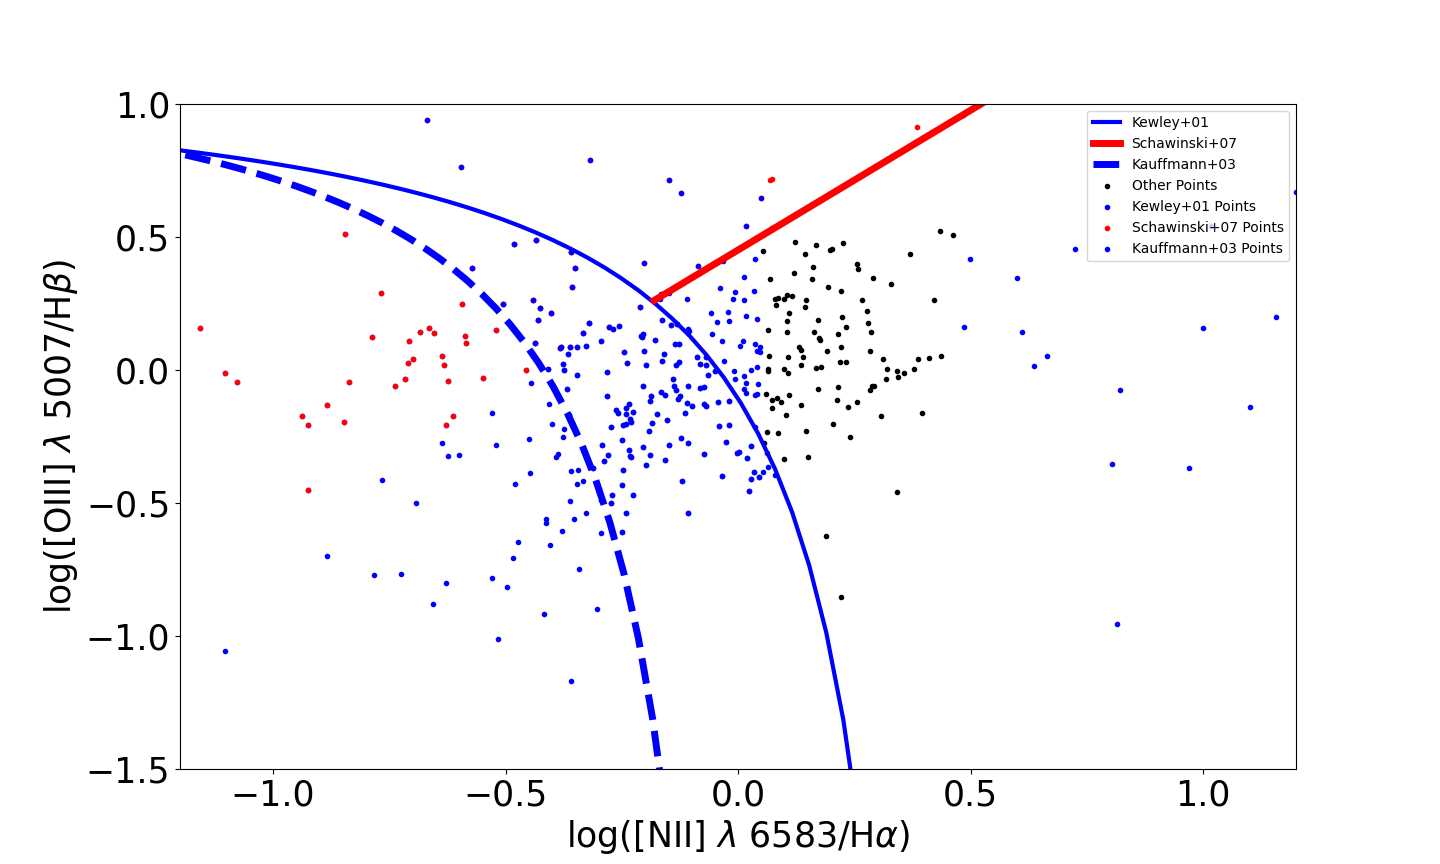 1.0
0.5
0.0
−0.5
−1.0
−1.5
log([OIII] λ 5007/Hβ)
−1.0
−0.5
0.0
0.5
1.0
log([NII] λ 6583/Hα)
Kewley+01
Schawinski+07
Kauffmann+03
Other Points
Kewley+01 Points
Schawinski+07 Points
Kauffmann+03 Points